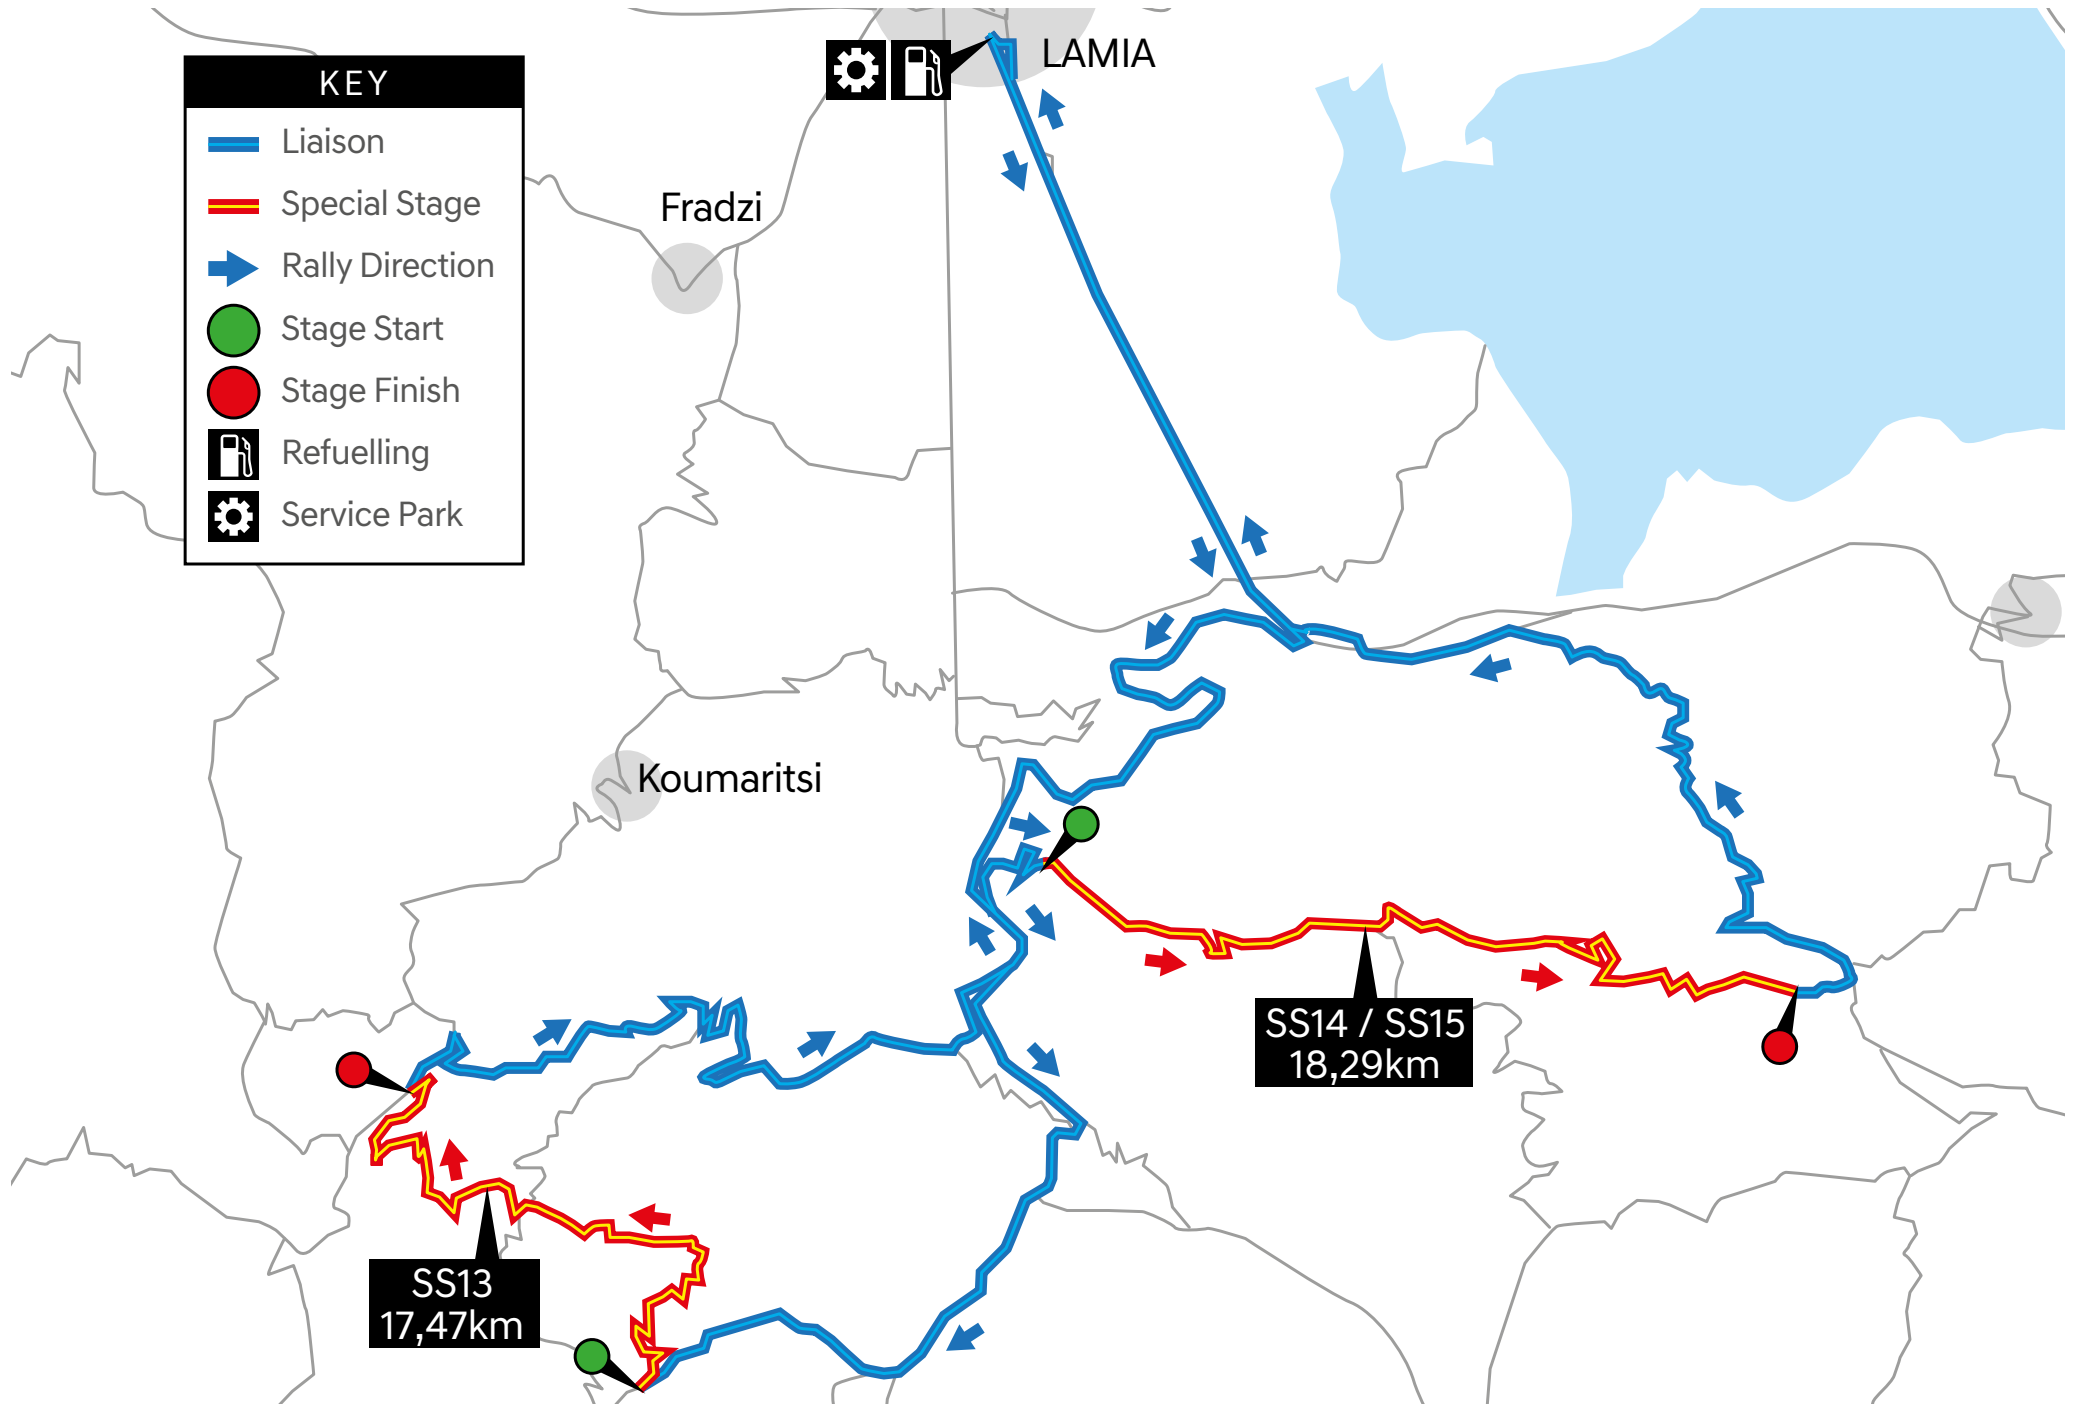 KEY
Liaison
Special Stage
Rally Direction
Stage Start
Stage Finish
Refuelling
Service Park
LAMIA
Fradzi
Koumaritsi
SS14 / SS15
18,29km
SS13
17,47km